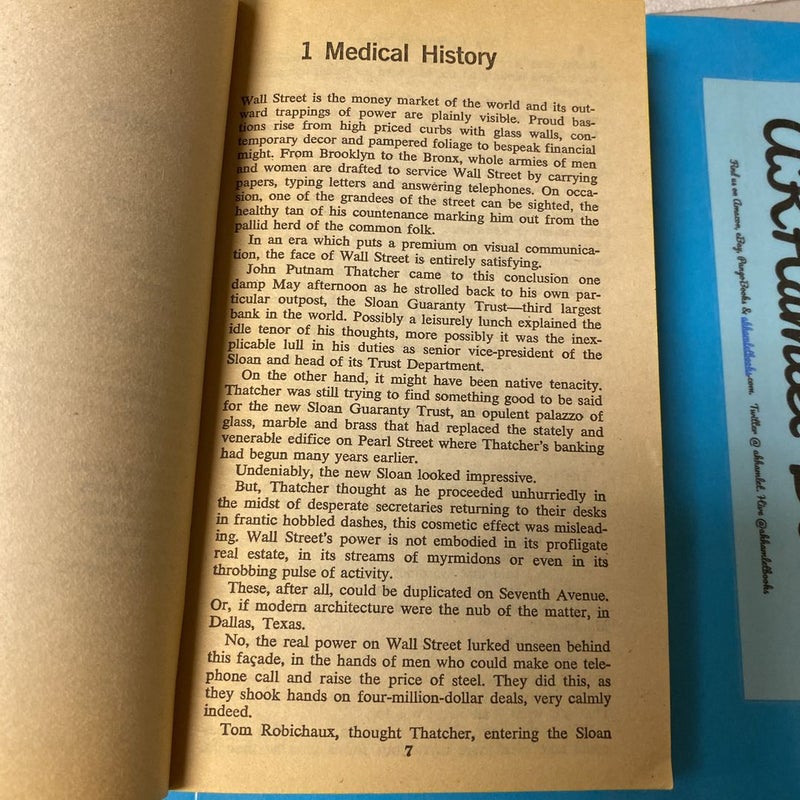 1 Medical History
Wall Street is the money market of the world and its out-
ward trappings of power are plainly visible. Proud bas-
tions rise from high priced curbs with glass walls, con-
temporary decor and pampered foliage to bespeak financial
might. From Brooklyn to the Bronx, whole armies of men
and women are drafted to service Wall Street by carrying
papers, typing letters and answering telephones. On occa-
sion, one of the grandees of the street can be sighted, the
healthy tan of his countenance marking him out from the
pallid herd of the common folk.
In an era which puts a premium on visual communica-
tion, the face of Wall Street is entirely satisfying.
John Putnam Thatcher came to this conclusion one
damp May afternoon as he strolled back to his own par-
ticular outpost, the Sloan Guaranty Trust—third largest
bank in the world. Possibly a leisurely lunch explained the
idle tenor of his thoughts, more possibly it was the inex-
plicable lull in his duties as senior vice-president of the
Sloan and head of its Trust Department.
On the other hand, it might have been native tenacity.
Thatcher was still trying to find something good to be said
for the new Sloan Guaranty Trust, an opulent palazzo of
glass, marble and brass that had replaced the stately and
venerable edifice on Pearl Street where Thatcher's banking
had begun many years earlier.
Undeniably, the new Sloan looked impressive.
But, Thatcher thought as he proceeded unhurriedly in
the midst of desperate secretaries returning to their desks
in frantic hobbled dashes, this cosmetic effect was mislead-
ing. Wall Street's power is not embodied in its profligate
real estate, in its streams of myrmidons or even in its
throbbing pulse of activity.
These, after all, could be duplicated on Seventh Avenue.
Or, if modern architecture were the nub of the matter, in
Dallas, Texas.
No, the real power on Wall Street lurked unseen behind
this façade, in the hands of men who could make one tele-
phone call and raise the price of steel. They did this, as
they shook hands on four-million-dollar deals, very calmly
indeed.
Tom Robichaux, thought Thatcher, entering the Sloan
7
Find us on Amazon, eBay, PangoBooks & akhamletbooks.com. Twitter @ akhamlet. Hive @akhamletbooks